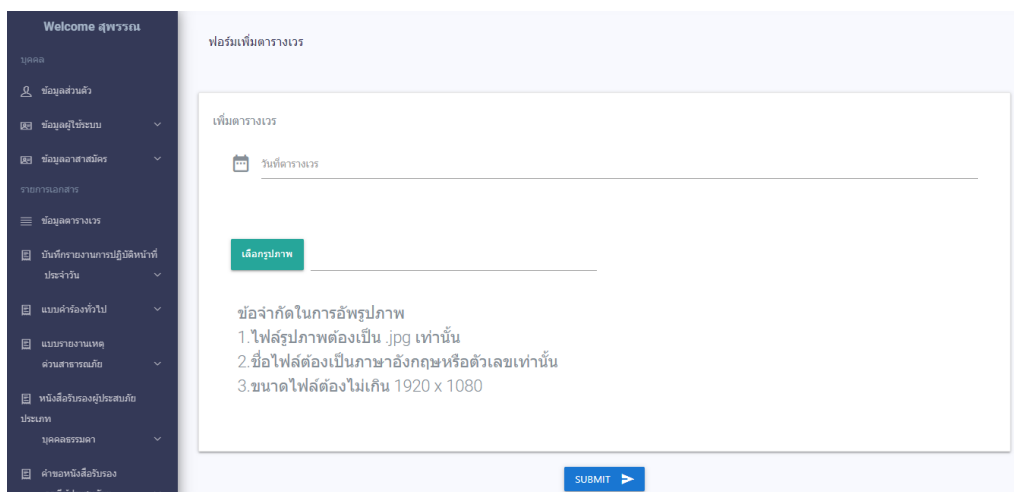 Welcome สุพรรณ
บุคคล
ข้อมูลส่วนตัว
ข้อมูลผู้ใช้ระบบ
ข้อมูลอาสาสมัคร
รายการเอกสาร
ข้อมูลตารางเวร
บันทึกรายงานการปฏิบัติหน้าที่
ประจำวัน
แบบคำร้องทั่วไป
แบบรายงานเหตุ
ด่วนสาธารณภัย
หนังสือรับรองผู้ประสบภัย
ประเภท
บุคคลธรรมดา
คำขอหนังสือรับรอง
ฟอร์มเพิ่มตารางเวร
เพิ่มตารางเวร
วันที่ตารางเวร
เลือกรูปภาพ
ข้อจำกัดในการอัพรูปภาพ
1.ไฟล์รูปภาพต้องเป็น .jpg เท่านั้น
2.ชื่อไฟล์ต้องเป็นภาษาอังกฤษหรือตัวเลขเท่านั้น
3.ขนาดไฟล์ต้องไม่เกิน 1920 x 1080
SUBMIT